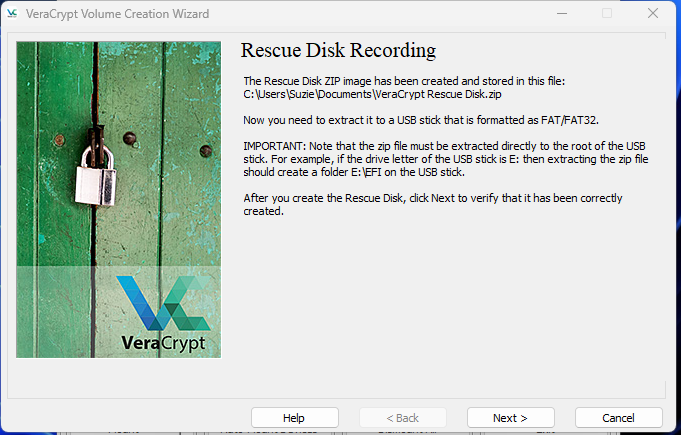 VeraCrypt Volume Creation Wizard
Rescue Disk Recording
The Rescue Disk ZIP image has been created and stored in this file:
C:\Users\Suzie\Documents\VeraCrypt Rescue Disk.zip
Now you need to extract it to a USB stick that is formatted as FAT/FAT32.
IMPORTANT: Note that the zip file must be extracted directly to the root of the USB
stick. For example, if the drive letter of the USB stick is E: then extracting the zip file
should create a folder E:\EFI on the USB stick.
After you create the Rescue Disk, click Next to verify that it has been correctly
created.
VeraCrypt
Help
< Back
Next >
Cancel